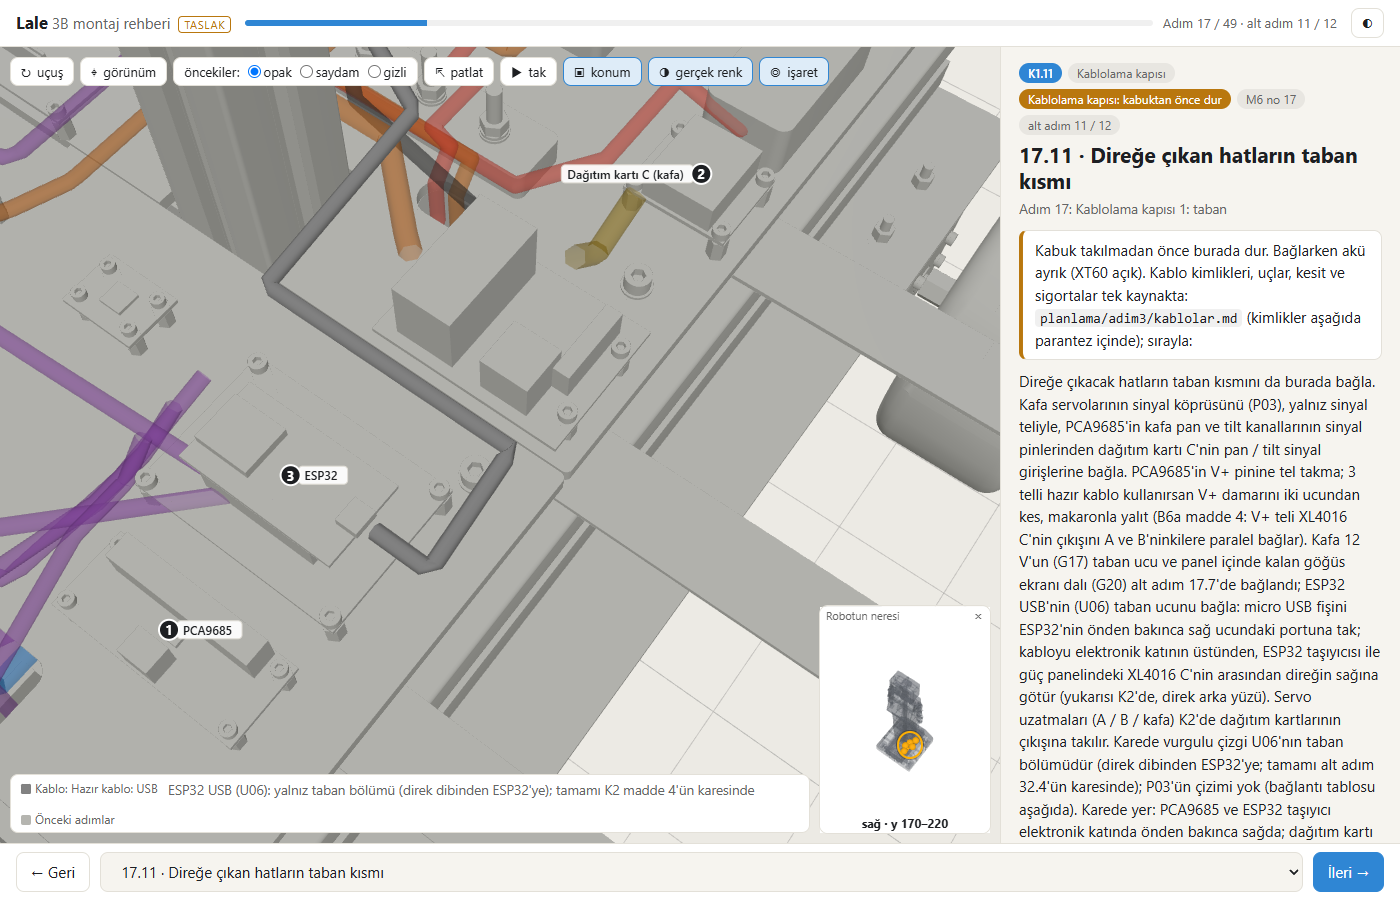 Lale 3B montaj rehberi TASLAK
Adım 17 / 49 · alt adım 11 / 12
↻ uçuş
⌖ görünüm
öncekiler: opak saydam gizli
⇱ patlat
▶ tak
▣ konum
◑ gerçek renk
◎ işaret
Dağıtım kartı C (kafa) 2
3 ESP32
1 PCA9685
Robotun neresi ×
sağ · y 170–220
Kablo: Hazır kablo: USB ESP32 USB (U06): yalnız taban bölümü (direk dibinden ESP32'ye); tamamı K2 madde 4'ün karesinde
Önceki adımlar
K1.11 Kablolama kapısı
Kablolama kapısı: kabuktan önce dur M6 no 17
alt adım 11 / 12
17.11 · Direğe çıkan hatların taban
kısmı
Adım 17: Kablolama kapısı 1: taban
Kabuk takılmadan önce burada dur. Bağlarken akü
ayrık (XT60 açık). Kablo kimlikleri, uçlar, kesit ve
sigortalar tek kaynakta:
planlama/adim3/kablolar.md (kimlikler aşağıda
parantez içinde); sırayla:
Direğe çıkacak hatların taban kısmını da burada bağla.
Kafa servolarının sinyal köprüsünü (P03), yalnız sinyal
teliyle, PCA9685'in kafa pan ve tilt kanallarının sinyal
pinlerinden dağıtım kartı C'nin pan / tilt sinyal
girişlerine bağla. PCA9685'in V+ pinine tel takma; 3
telli hazır kablo kullanırsan V+ damarını iki ucundan
kes, makaronla yalıt (B6a madde 4: V+ teli XL4016
C'nin çıkışını A ve B'ninkilere paralel bağlar). Kafa 12
V'un (G17) taban ucu ve panel içinde kalan göğüs
ekranı dalı (G20) alt adım 17.7'de bağlandı; ESP32
USB'nin (U06) taban ucunu bağla: micro USB fişini
ESP32'nin önden bakınca sağ ucundaki portuna tak;
kabloyu elektronik katının üstünden, ESP32 taşıyıcısı ile
güç panelindeki XL4016 C'nin arasından direğin sağına
götür (yukarısı K2'de, direk arka yüzü). Servo
uzatmaları (A / B / kafa) K2'de dağıtım kartlarının
çıkışına takılır. Karede vurgulu çizgi U06'nın taban
bölümüdür (direk dibinden ESP32'ye; tamamı alt adım
32.4'ün karesinde); P03'ün çizimi yok (bağlantı tablosu
aşağıda). Karede yer: PCA9685 ve ESP32 taşıyıcı
elektronik katında önden bakınca sağda; dağıtım kartı
← Geri
17.11 · Direğe çıkan hatların taban kısmı
İleri →